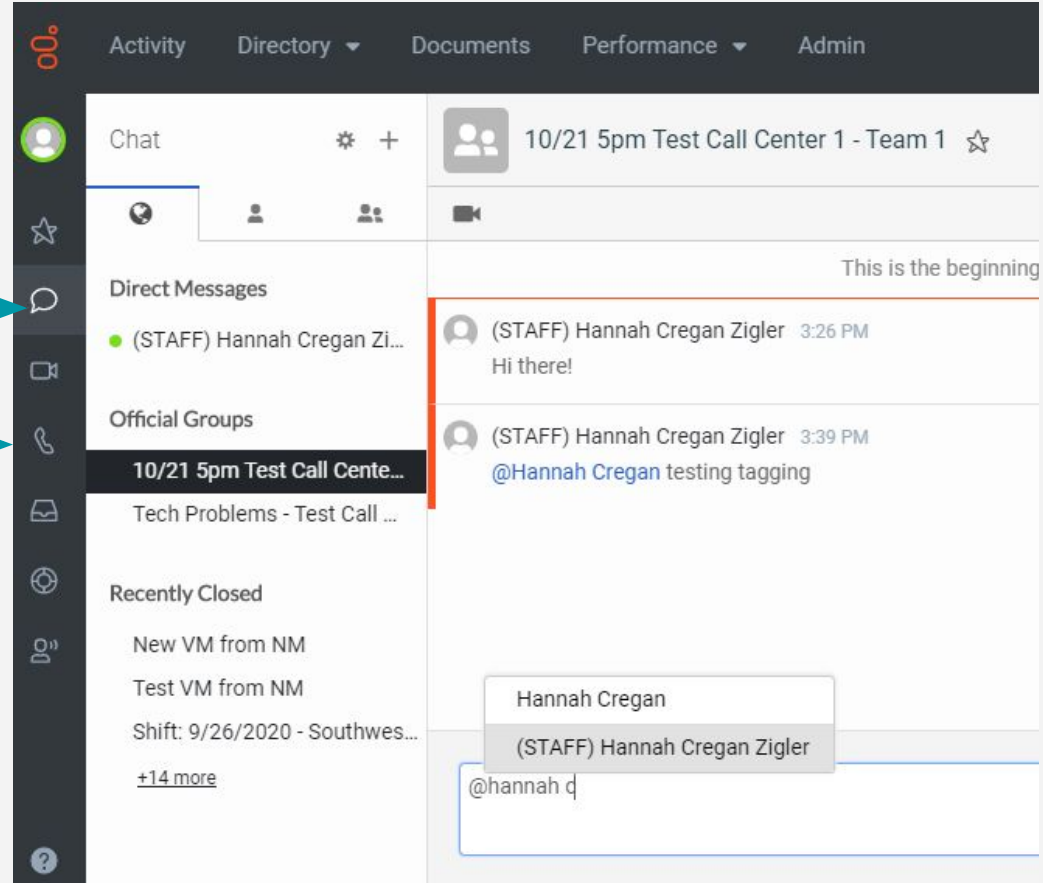 Activity Directory Documents Performance Admin
Chat
10/21 5pm Test Call Center 1 - Team 1
This is the beginning
Direct Messages
(STAFF) Hannah Cregan Zi...
Official Groups
10/21 5pm Test Call Cente...
Tech Problems - Test Call ...
Recently Closed
New VM from NM
Test VM from NM
Shift: 9/26/2020 - Southwes...
+14 more
(STAFF) Hannah Cregan Zigler 3:26 PM
Hi there!
(STAFF) Hannah Cregan Zigler 3:39 PM
@Hannah Cregan testing tagging
Hannah Cregan
(STAFF) Hannah Cregan Zigler
@hannah c